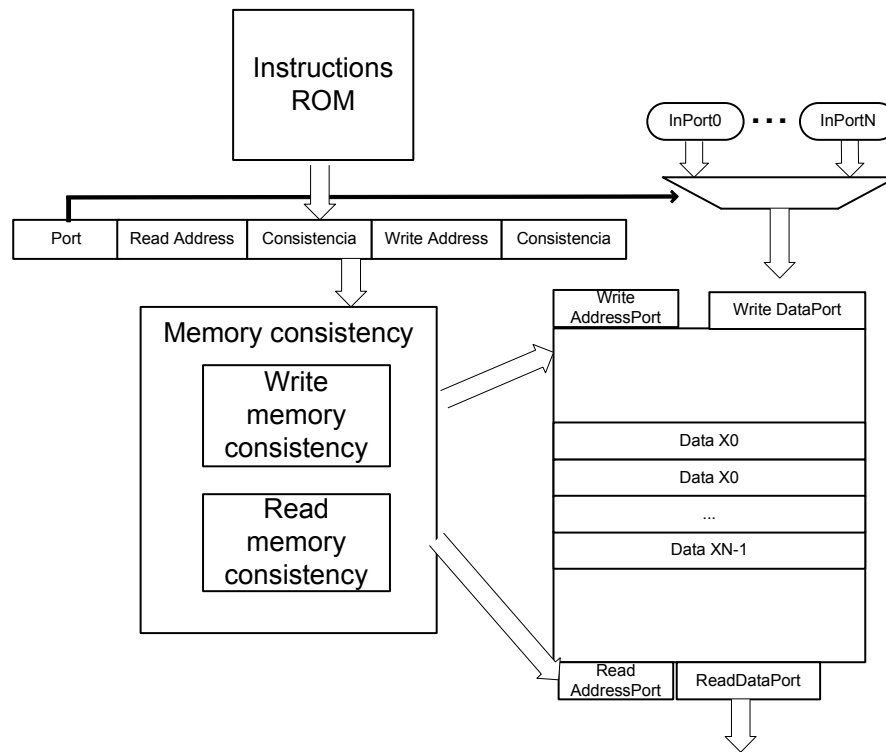 Instructions
ROM
InPort0
...
InPortN
Port
Read Address
Consistencia
Write Address
Consistencia
Memory consistency
Write
memory
consistency
Read
memory
consistency
Write
AddressPort
Write DataPort
Data X0
Data X0
...
Data XN-1
Read
AddressPort
ReadDataPort